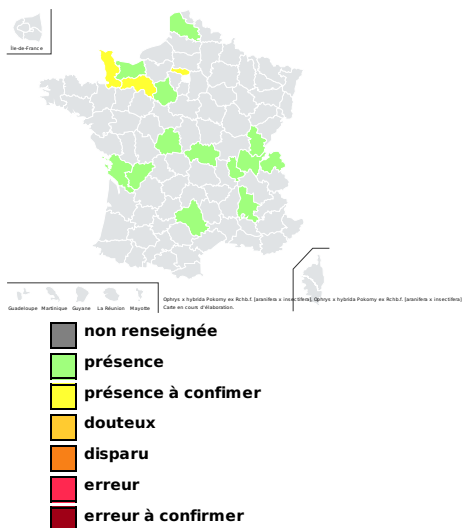 Île-de-France
Guadeloupe Martinique Guyane La Réunion Mayotte
Ophrys x hybrida Pokorny ex Rchb.f. [aranifera x insectifera], Ophrys x hybrida Pokorny ex Rchb.f. [aranifera x insectifera]
Carte en cours d'élaboration.
non renseignée
présence
présence à confimer
douteux
disparu
erreur
erreur à confirmer